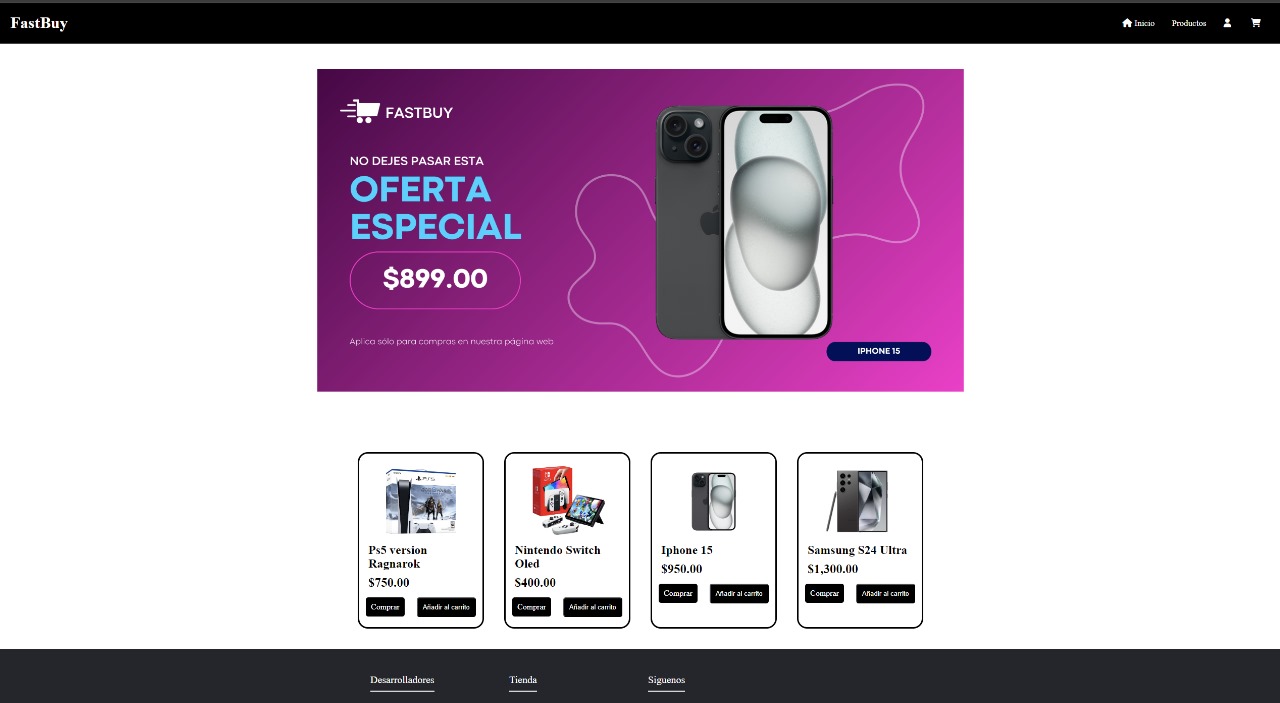 FastBuy
Inicio
Productos
FASTBUY
NO DEJES PASAR ESTA
OFERTA
ESPECIAL
$899.00
Aplica sólo para compras en nuestra página web
IPHONE 15
PS5
Ps5 version
Ragnarok
$750.00
Comprar
Añadir al carrito
Nintendo Switch
Oled
$400.00
Comprar
Añadir al carrito
Iphone 15
$950.00
Comprar
Añadir al carrito
Samsung S24 Ultra
$1,300.00
Comprar
Añadir al carrito
Desarrolladores
Tienda
Siguenos